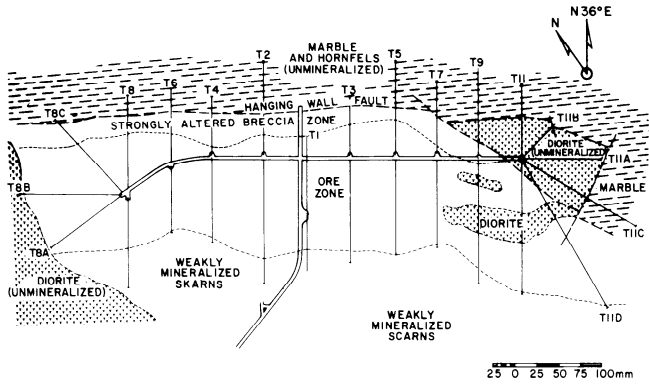 N
N36°E
T2
MARBLE
AND HORNFELS
(UNMINERALIZED)
T5
T6
T9
T7
T11
T8
T4
T3
T8C
HANGING WALL FAULT
T11B
STRONGLY ALTERED BRECCIA ZONE
T1
DIORITE
(UNMINERALIZED)
T11A
T8B
ORE
ZONE
MARBLE
DIORITE
T11C
T8A
WEAKLY
MINERALIZED
SKARNS
DIORITE
(UNMINERALIZED)
WEAKLY
MINERALIZED
SCARNS
T11D
25 0 25 50 75 100mm